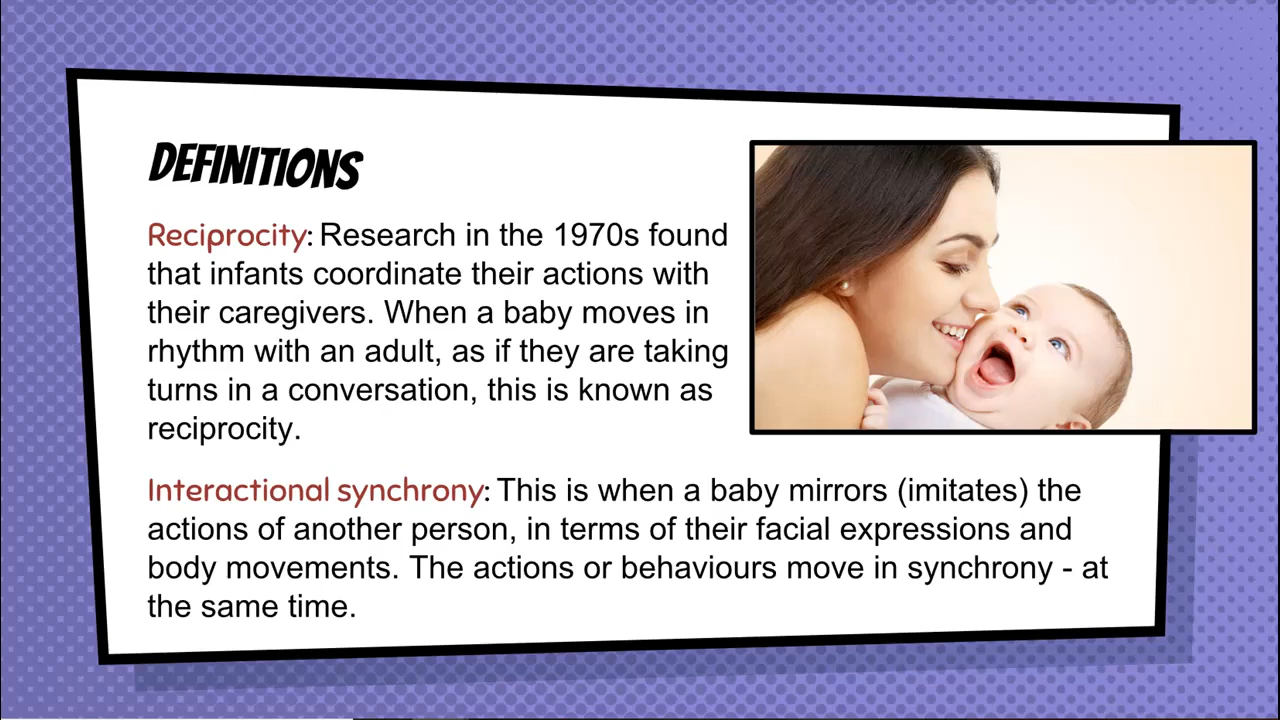 DEFINITIONS
Reciprocity: Research in the 1970s found
that infants coordinate their actions with
their caregivers. When a baby moves in
rhythm with an adult, as if they are taking
turns in a conversation, this is known as
reciprocity.
Interactional synchrony: This is when a baby mirrors (imitates) the
actions of another person, in terms of their facial expressions and
body movements. The actions or behaviours move in synchrony - at
the same time.